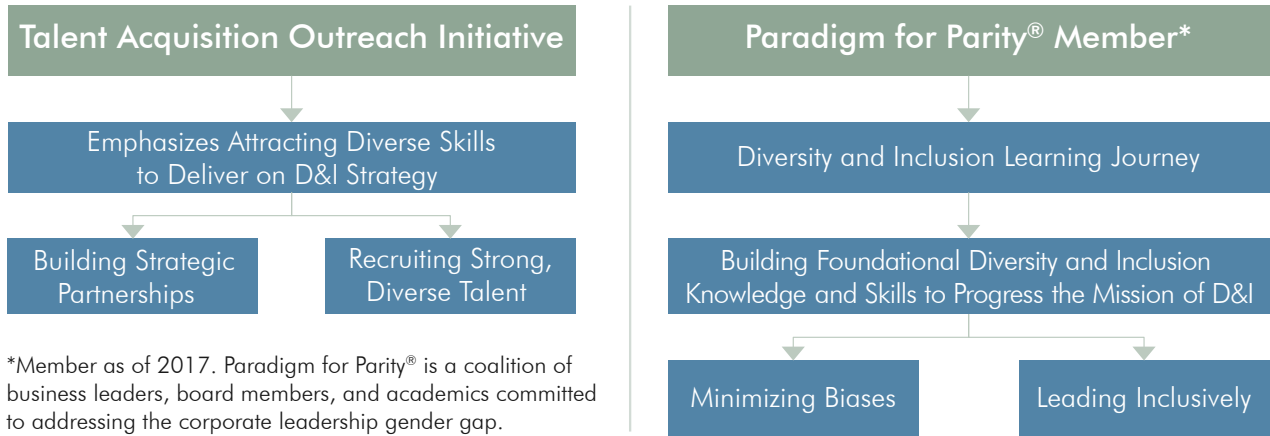 Talent Acquisition Outreach Initiative
Emphasizes Attracting Diverse Skills
to Deliver on D&I Strategy
Building Strategic
Partnerships
Recruiting Strong,
Diverse Talent
*Member as of 2017. Paradigm for Parity® is a coalition of
business leaders, board members, and academics committed
to addressing the corporate leadership gender gap.
Paradigm for Parity® Member*
Diversity and Inclusion Learning Journey
Building Foundational Diversity and Inclusion
Knowledge and Skills to Progress the Mission of D&I
Minimizing Biases
Leading Inclusively